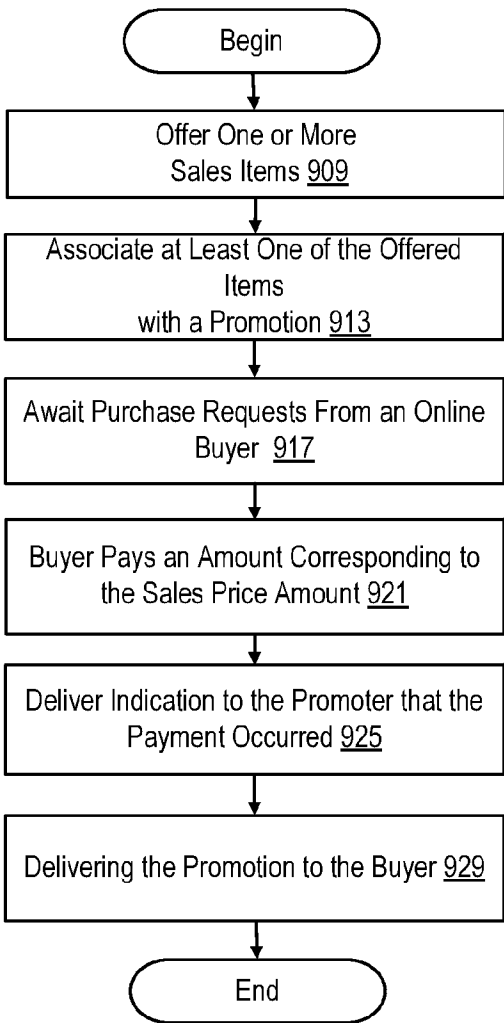 Begin
Offer One or More
Sales Items 909
Associate at Least One of the Offered
Items
with a Promotion 913
Await Purchase Requests From an Online
Buyer 917
Buyer Pays an Amount Corresponding to
the Sales Price Amount 921
Deliver Indication to the Promoter that the
Payment Occurred 925
Delivering the Promotion to the Buyer 929
End